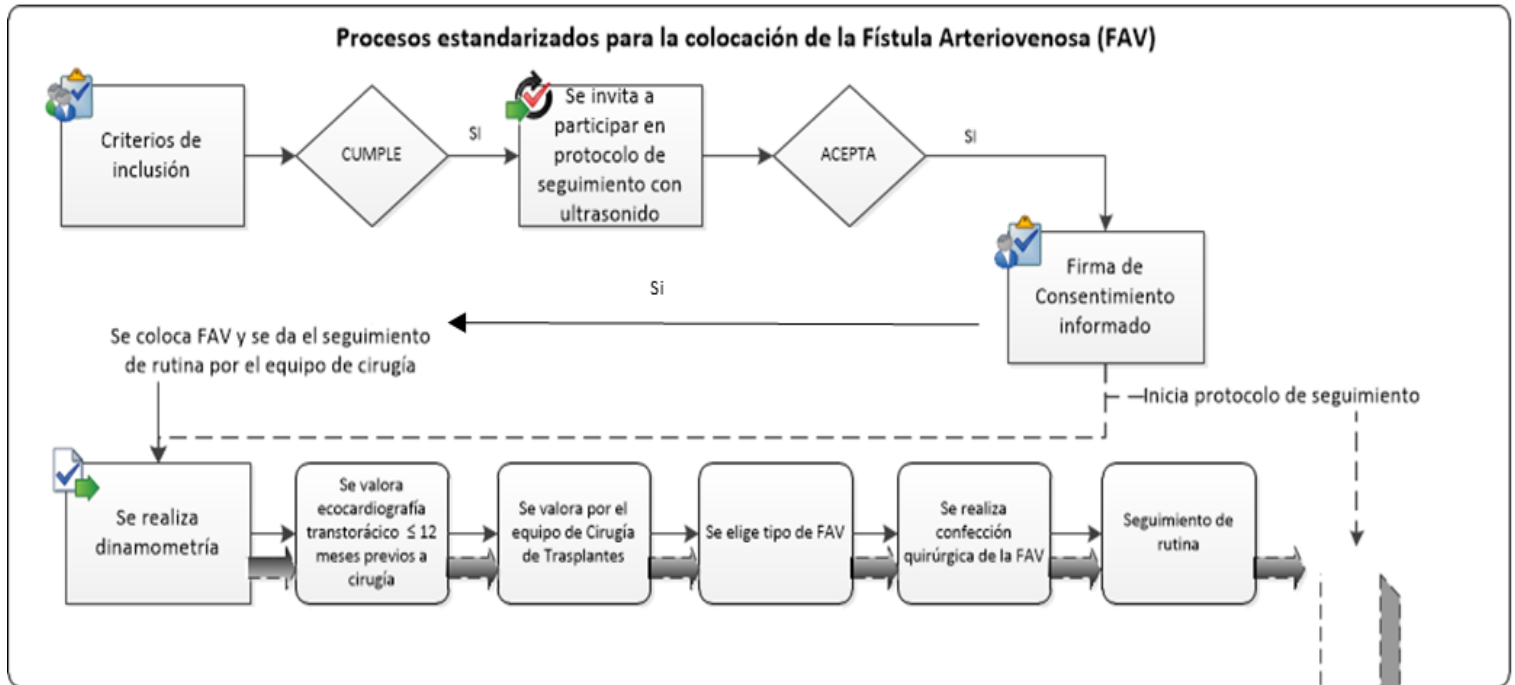 Procesos estandarizados para la colocación de la Fístula Arteriovenosa (FAV)
Criterios de
inclusión
CUMPLE
SI
Se invita a
participar en
protocolo de
seguimiento con
ultrasonido
ACEPTA
SI
Firma de
Consentimiento
informado
Si
Se coloca FAV y se da el seguimiento
de rutina por el equipo de cirugía
Inicia protocolo de seguimiento
Se realiza
dinamometría
Se valora
ecocardiografía
transtorácico ≤ 12
meses previos a
cirugía
Se valora por el
equipo de Cirugía
de Trasplantes
Se elige tipo de FAV
Se realiza
confección
quirúrgica de la FAV
Seguimiento de
rutina